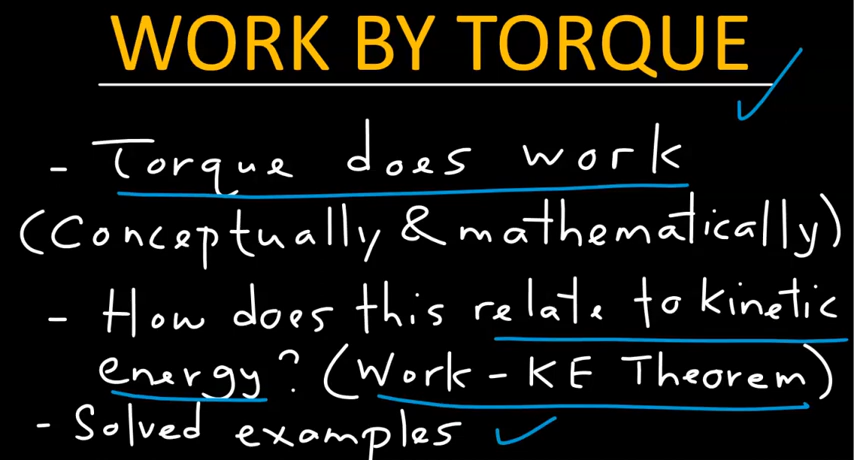 WORK BY TORQUE
- Torque does work
(Conceptually & mathematically)
- How does this relate to kinetic
energy? (Work - KE Theorem)
- Solved examples